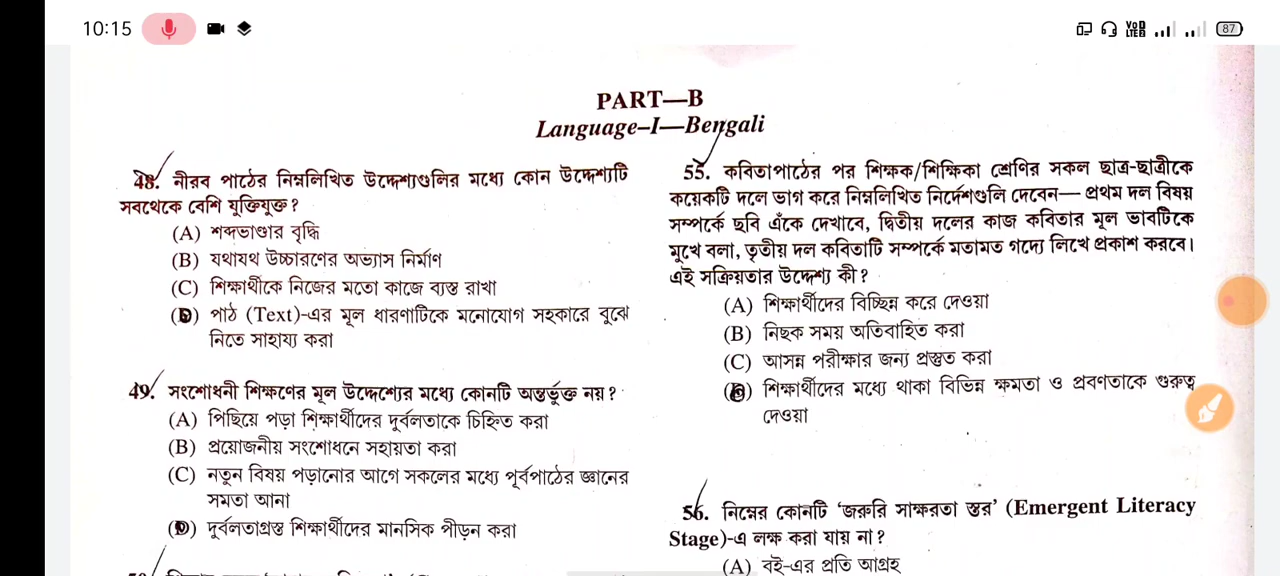 10:15
87
PART—B
Language–I—Bengali
48. নীরব পাঠের নিম্নলিখিত উদ্দেশ্যগুলির মধ্যে কোন উদ্দেশ্যটি
সবথেকে বেশি যুক্তিযুক্ত ?
(A) শব্দভাণ্ডার বৃদ্ধি
(B) যথাযথ উচ্চারণের অভ্যাস নির্মাণ
(C) শিক্ষার্থীকে নিজের মতো কাজে ব্যস্ত রাখা
(D) পাঠ (Text)-এর মূল ধারণাটিকে মনোযোগ সহকারে বুঝে
নিতে সাহায্য করা
49. সংশোধনী শিক্ষণের মূল উদ্দেশ্যের মধ্যে কোনটি অন্তর্ভুক্ত নয় ?
(A) পিছিয়ে পড়া শিক্ষার্থীদের দুর্বলতাকে চিহ্নিত করা
(B) প্রয়োজনীয় সংশোধনে সহায়তা করা
(C) নতুন বিষয় পড়ানোর আগে সকলের মধ্যে পূর্বপাঠের জ্ঞানের
সমতা আনা
(D) দুর্বলতাগ্রস্ত শিক্ষার্থীদের মানসিক পীড়ন করা
55. কবিতাপাঠের পর শিক্ষক/শিক্ষিকা শ্রেণির সকল ছাত্র-ছাত্রীকে
কয়েকটি দলে ভাগ করে নিম্নলিখিত নির্দেশগুলি দেবেন— প্রথম দল বিষয়
সম্পর্কে ছবি এঁকে দেখাবে, দ্বিতীয় দলের কাজ কবিতার মূল ভাবটিকে
মুখে বলা, তৃতীয় দল কবিতাটি সম্পর্কে মতামত গদ্যে লিখে প্রকাশ করবে।
এই সক্রিয়তার উদ্দেশ্য কী ?
(A) শিক্ষার্থীদের বিচ্ছিন্ন করে দেওয়া
(B) নিছক সময় অতিবাহিত করা
(C) আসন্ন পরীক্ষার জন্য প্রস্তুত করা
(D) শিক্ষার্থীদের মধ্যে থাকা বিভিন্ন ক্ষমতা ও প্রবণতাকে গুরুত্ব
দেওয়া
56. নিম্নের কোনটি ‘জরুরি সাক্ষরতা স্তর’ (Emergent Literacy
Stage)-এ লক্ষ করা যায় না ?
(A) বই-এর প্রতি আগ্রহ